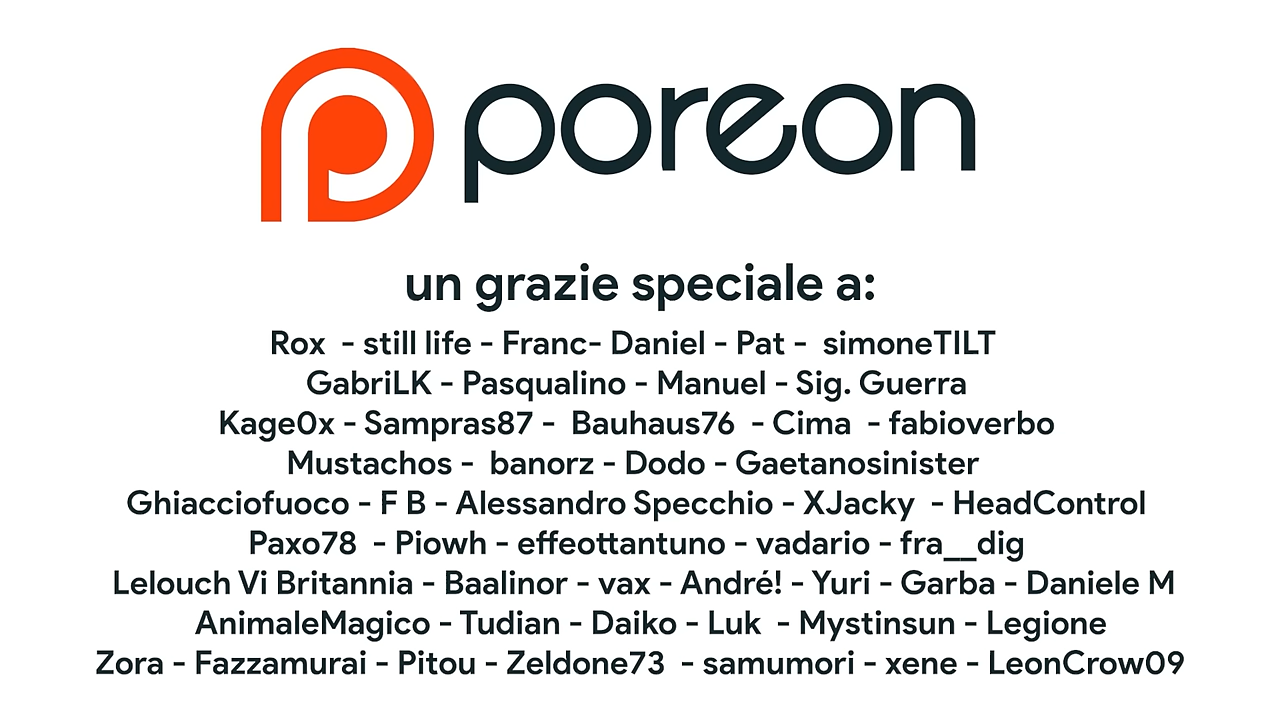 poreon
un grazie speciale a:
Rox - still life - Franc- Daniel - Pat - simoneTILT
GabriLK - Pasqualino - Manuel - Sig. Guerra
Kage0x - Sampras87 - Bauhaus76 - Cima - fabioverbo
Mustachos - banorz - Dodo - Gaetanosinister
Ghiacciofuoco - F B - Alessandro Specchio - XJacky - HeadControl
Paxo78 - Piowh - effeottantuno - vadario - fra__dig
Lelouch Vi Britannia - Baalinor - vax - André! - Yuri - Garba - Daniele M
AnimaleMagico - Tudian - Daiko - Luk - Mystinsun - Legione
Zora - Fazzamurai - Pitou - Zeldone73 - samumori - xene - LeonCrow09